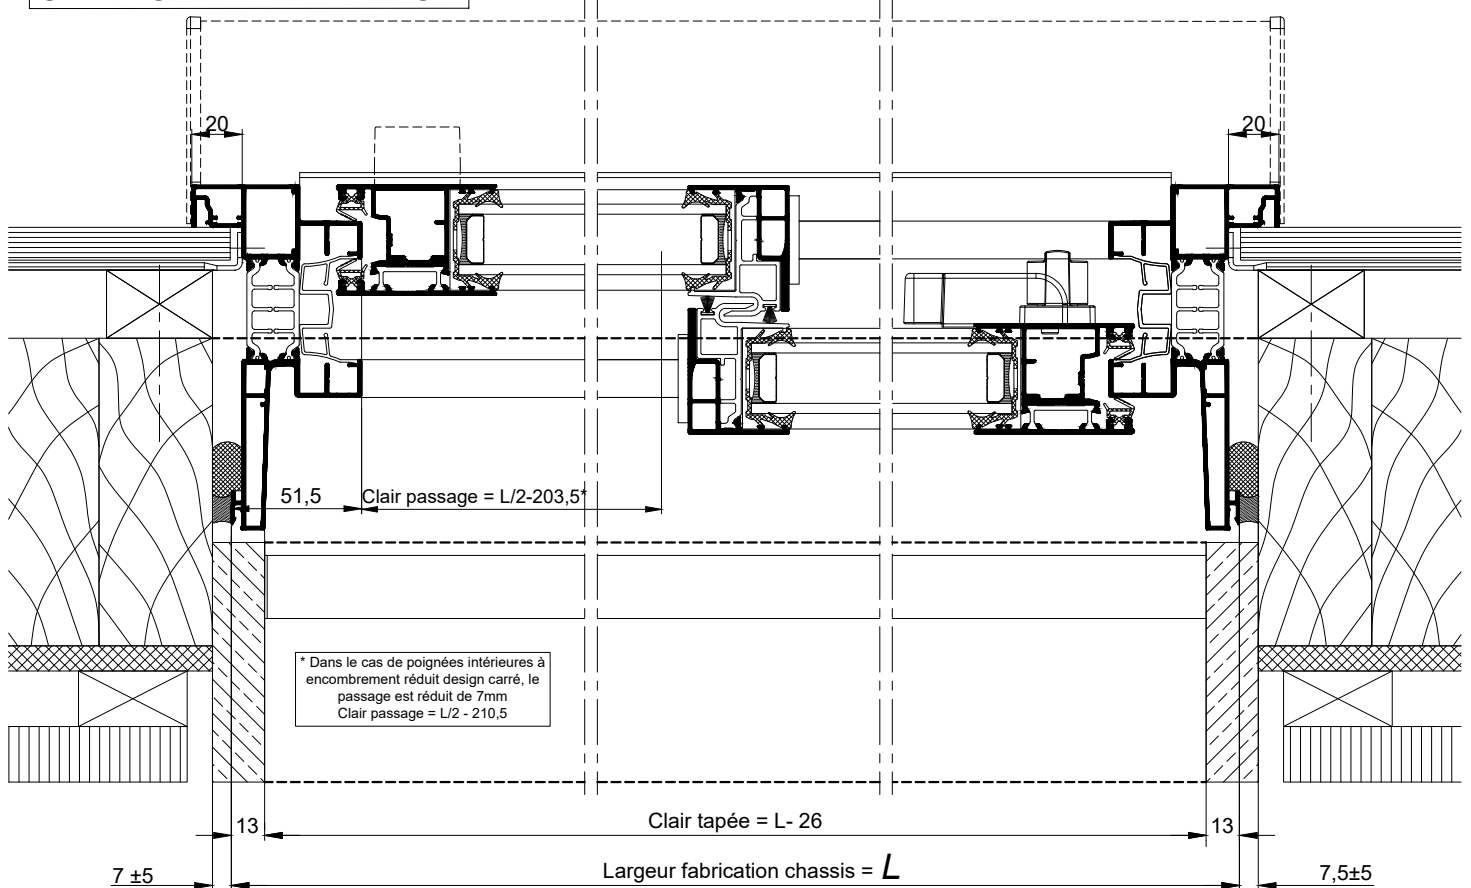 20
20
51,5
Clair passage = L/2-203,5*
* Dans le cas de poignées intérieures à
encombrement réduit design carré, le
passage est réduit de 7mm
Clair passage = L/2 - 210,5
13
Clair tapée = L- 26
13
7 ±5
Largeur fabrication chassis = L
7,5±5